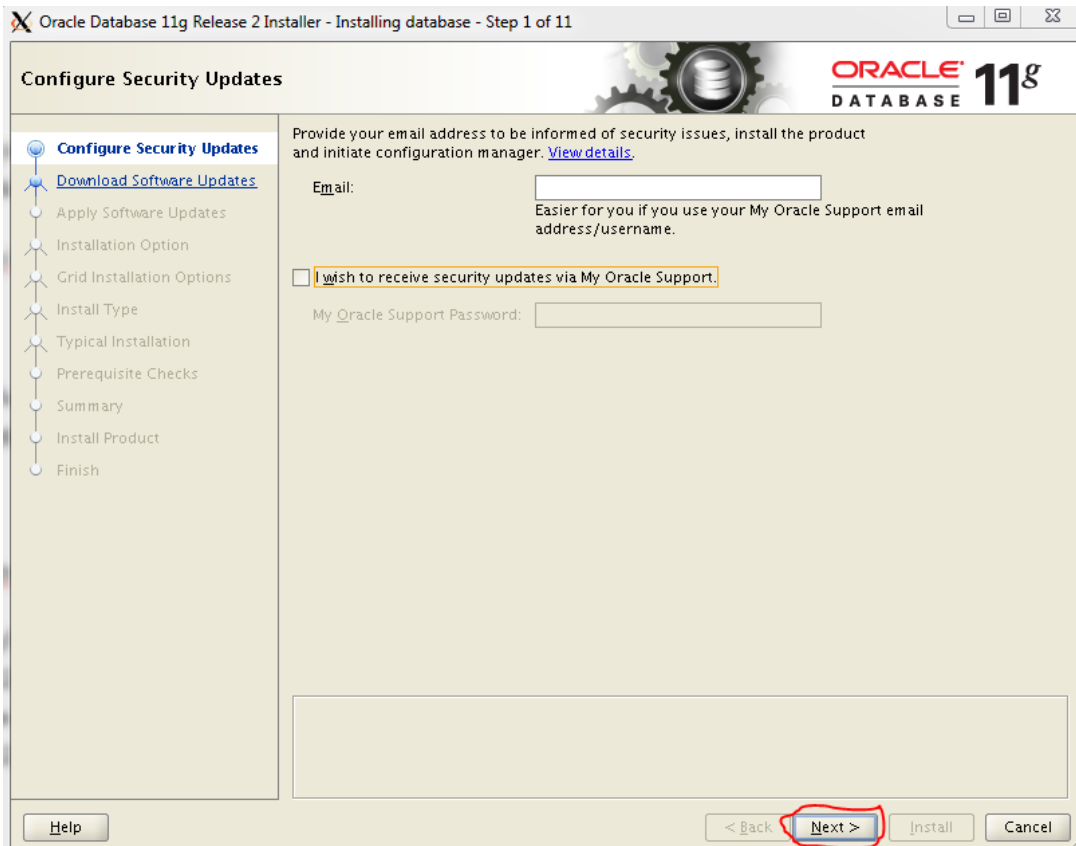 Oracle Database 11g Release 2 Installer - Installing database - Step 1 of 11
Configure Security Updates
ORACLE
DATABASE
11g
Configure Security Updates
Download Software Updates
Apply Software Updates
Installation Option
Grid Installation Options
Install Type
Typical Installation
Prerequisite Checks
Summary
Install Product
Finish
Provide your email address to be informed of security issues, install the product
and initiate configuration manager. View details.
Email:
Easier for you if you use your My Oracle Support email
address/username.
I wish to receive security updates via My Oracle Support.
My Oracle Support Password:
Help
< Back
Next >
Install
Cancel